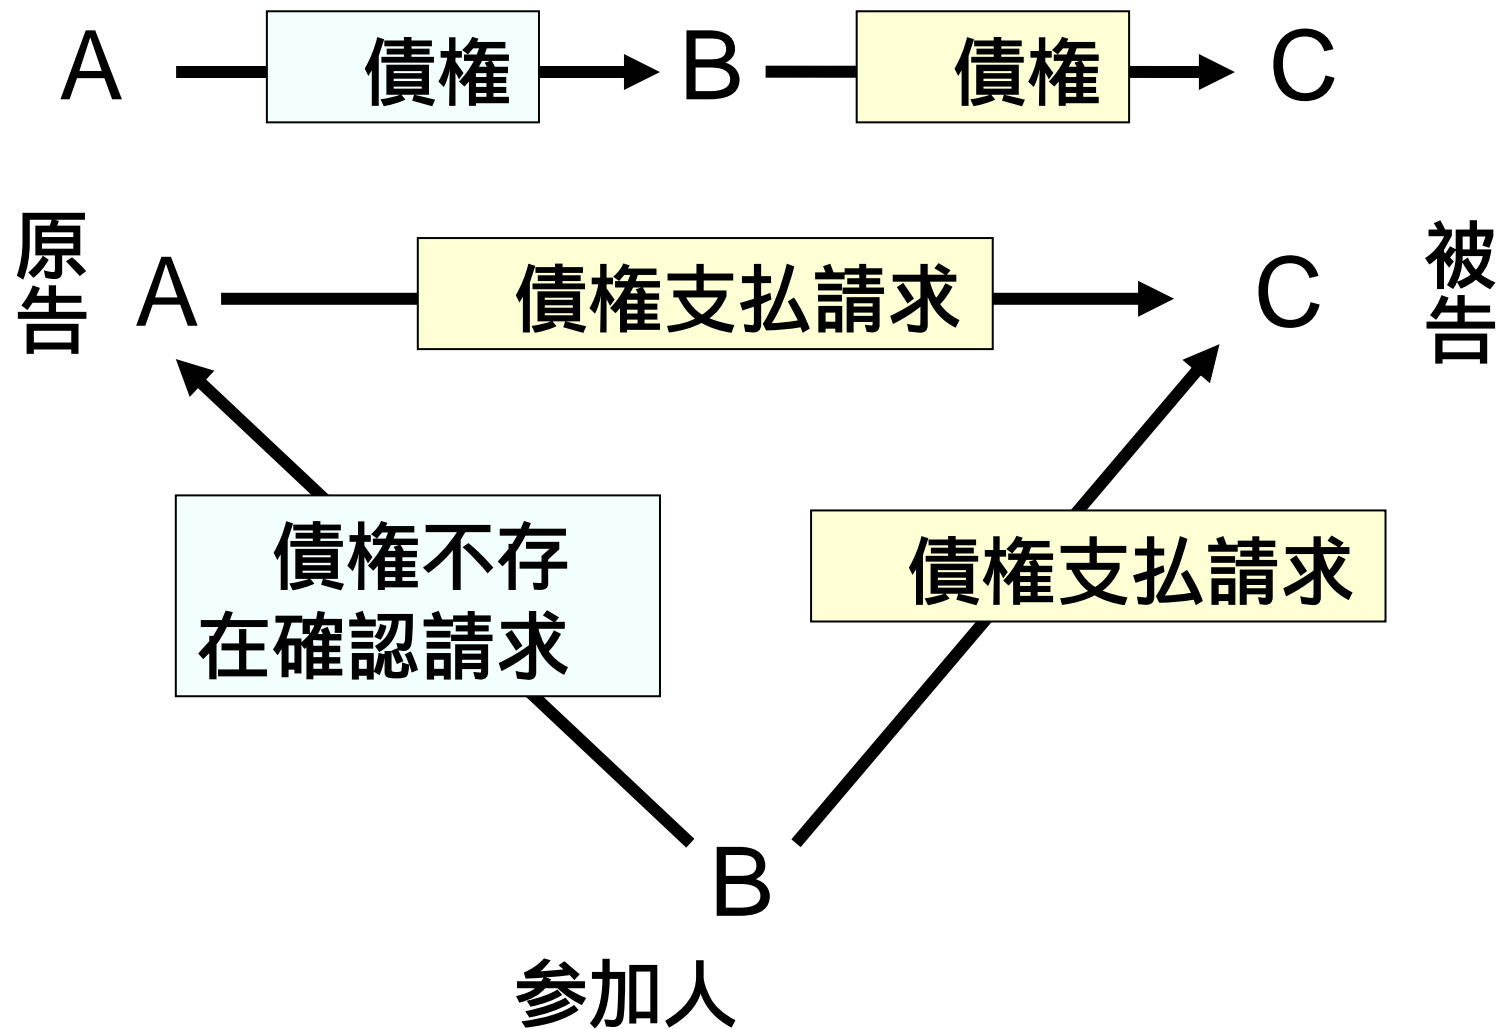 A 債権 B 債権 C
原告 A 債権支払請求 C 被告
債権不存
在確認請求
債権支払請求
B
参加人